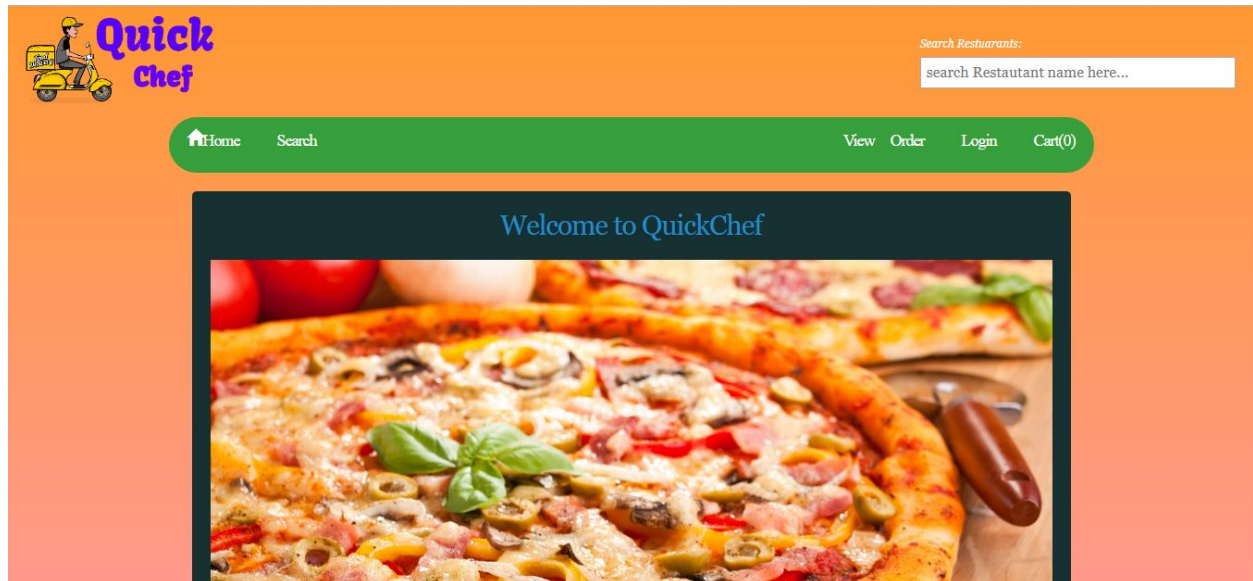 Quick
Chef
Search Restuarants:
search Restautant name here...
Home Search View Order Login Cart(0)
Welcome to QuickChef